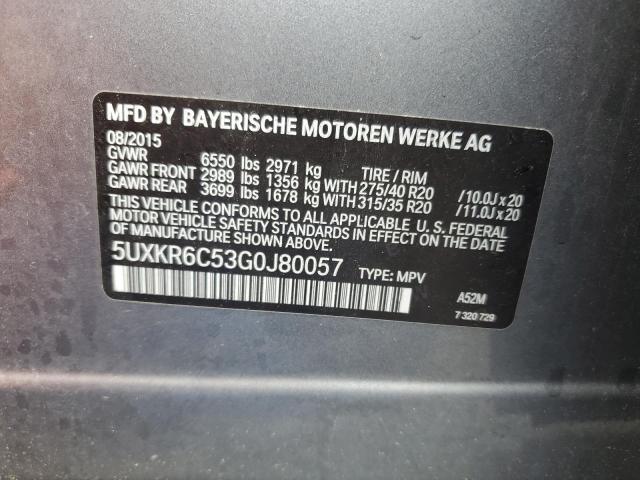 MFD BY BAYERISCHE MOTOREN WERKE AG
08/2015
GVWR 6550 lbs 2971 kg TIRE / RIM
GAWR FRONT 2989 lbs 1356 kg WITH 275/40 R20 /10.0J x 20
GAWR REAR 3699 lbs 1678 kg WITH 315/35 R20 /11.0J x 20
THIS VEHICLE CONFORMS TO ALL APPLICABLE U. S. FEDERAL
MOTOR VEHICLE SAFETY STANDARDS IN EFFECT ON THE DATE
OF MANUFACTURE SHOWN ABOVE.
5UXKR6C53G0J80057 TYPE: MPV
A52M
7 320 729